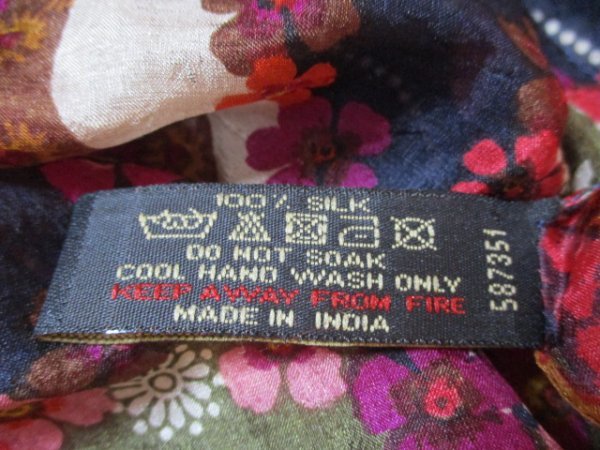 100% SILK
DO NOT SOAK
COOL HAND WASH ONLY
KEEP AWAY FROM FIRE
MADE IN INDIA
587351